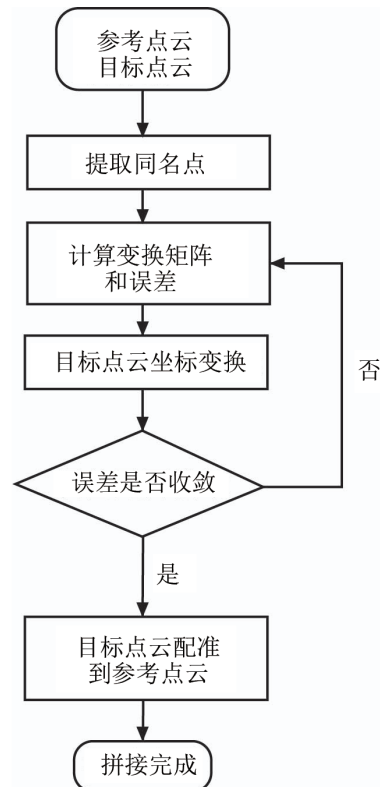 参考点云
目标点云
提取同名点
计算变换矩阵
和误差
目标点云坐标变换
否
误差是否收敛
是
目标点云配准
到参考点云
拼接完成